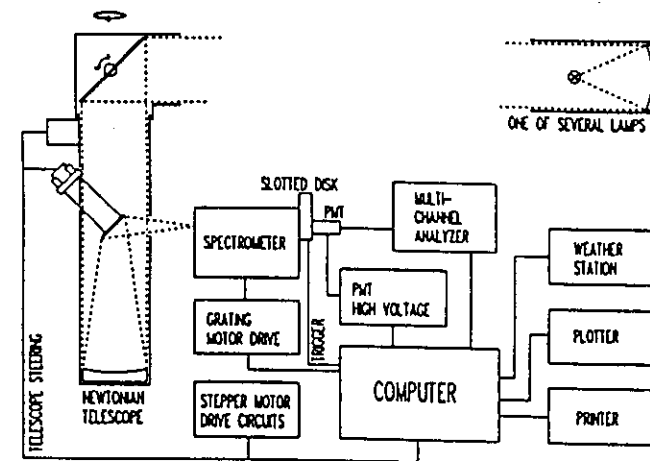 ONE OF SEVERAL LAMPS
SLOTTED DISK
PMT
MULTI-
CHANNEL
ANALYZER
SPECTROMETER
WEATHER
STATION
PMT
HIGH VOLTAGE
GRATING
MOTOR DRIVE
TRIGGER
PLOTTER
TELESCOPE STEERING
NEWTONIAN
TELESCOPE
STEPPER MOTOR
DRIVE CIRCUITS
COMPUTER
PRINTER